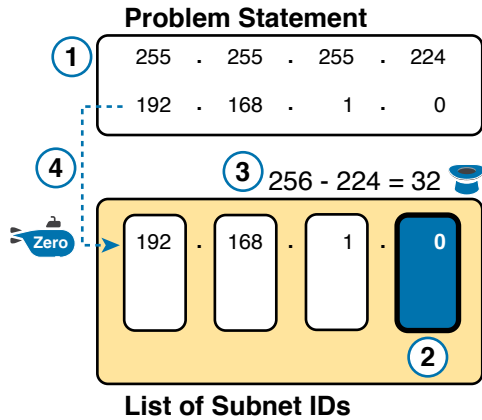 Problem Statement
1 255 . 255 . 255 . 224
192 . 168 . 1 . 0
4
3 256 - 224 = 32
Zero 192 . 168 . 1 . 0
2
List of Subnet IDs